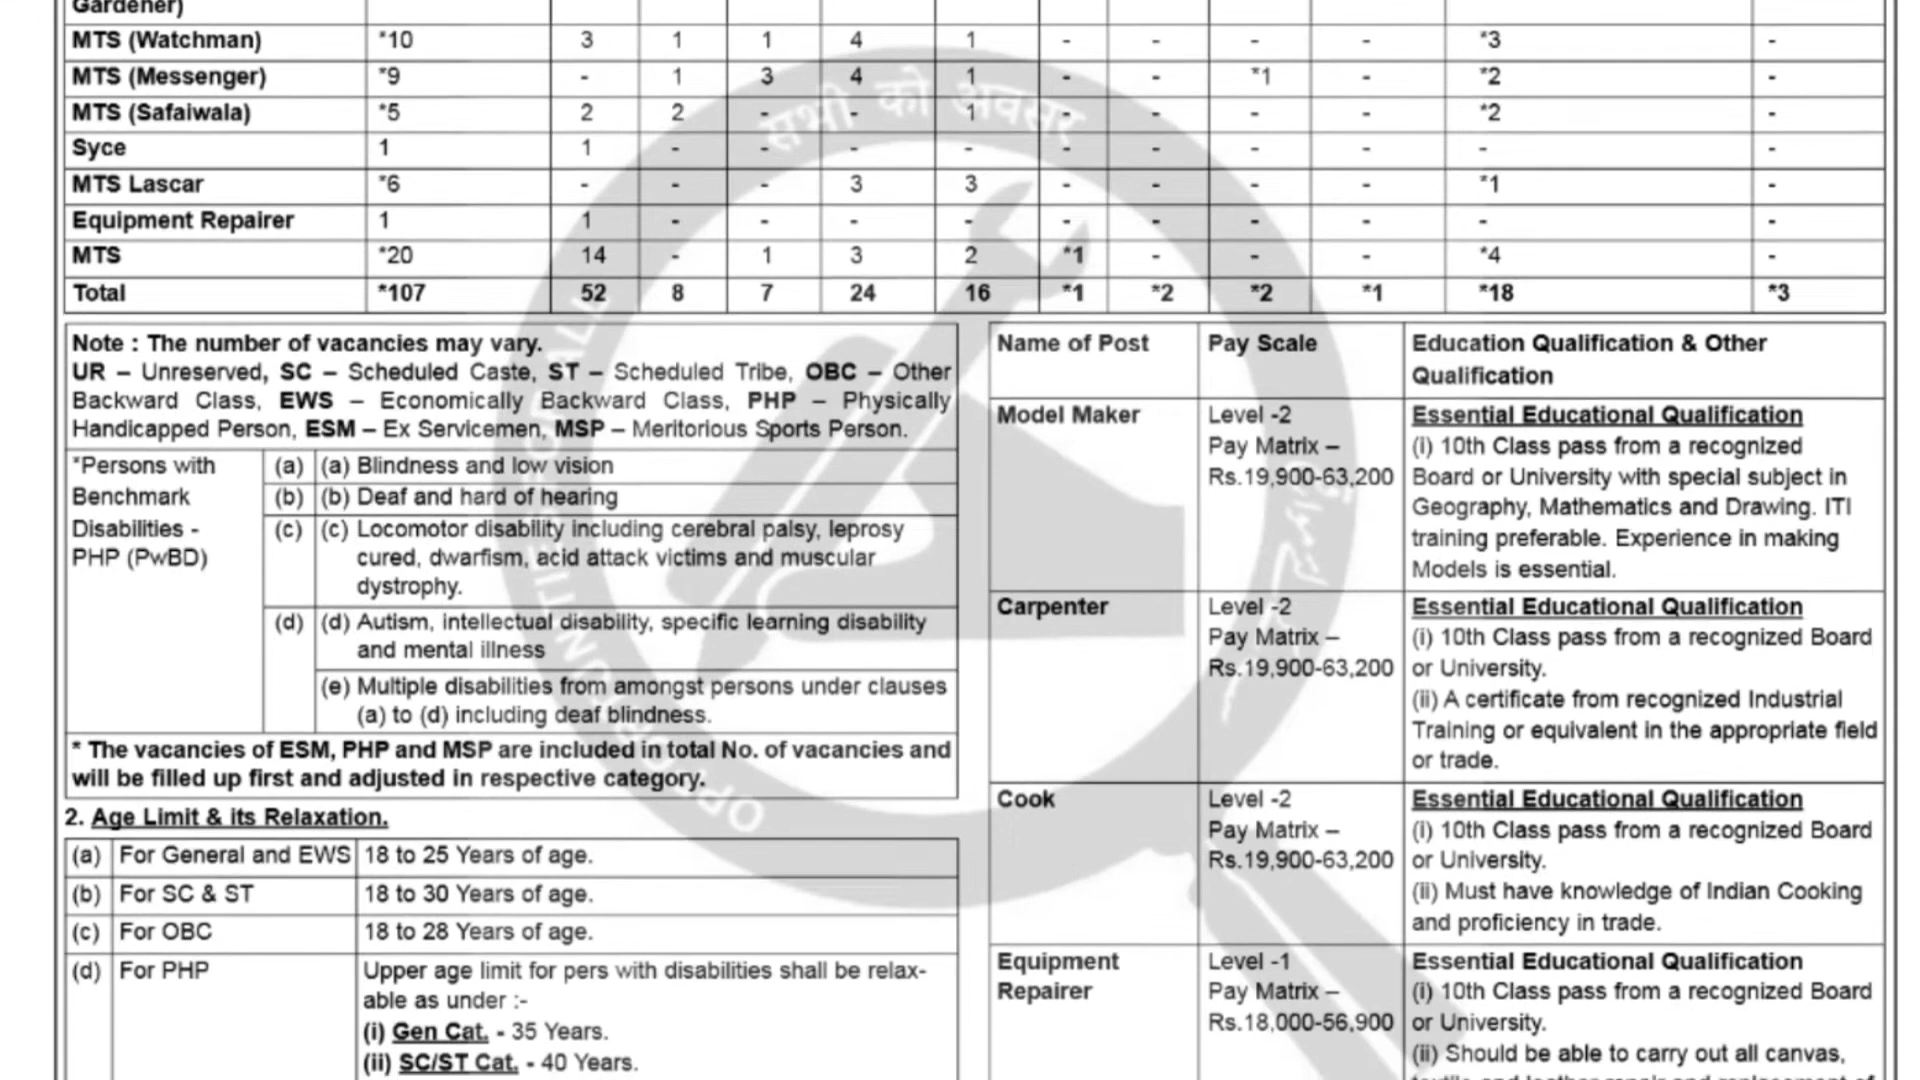 Gardener)
MTS (Watchman) *10 3 1 1 4 1 - - - - *3 -
MTS (Messenger) *9 - 1 3 4 1 - - *1 - *2 -
MTS (Safaiwala) *5 2 2 - - 1 - - - - *2 -
Syce 1 1 - - - - - - - - - -
MTS Lascar *6 - - - 3 3 - - - - *1 -
Equipment Repairer 1 1 - - - - - - - - - -
MTS *20 14 - 1 3 2 *1 - - - *4 -
Total *107 52 8 7 24 16 *1 *2 *2 *1 *18 *3
Note : The number of vacancies may vary.
UR – Unreserved, SC – Scheduled Caste, ST – Scheduled Tribe, OBC – Other
Backward Class, EWS – Economically Backward Class, PHP – Physically
Handicapped Person, ESM – Ex Servicemen, MSP – Meritorious Sports Person.
*Persons with
Benchmark
Disabilities -
PHP (PwBD)
(a) (a) Blindness and low vision
(b) (b) Deaf and hard of hearing
(c) (c) Locomotor disability including cerebral palsy, leprosy
cured, dwarfism, acid attack victims and muscular
dystrophy.
(d) (d) Autism, intellectual disability, specific learning disability
and mental illness
(e) Multiple disabilities from amongst persons under clauses
(a) to (d) including deaf blindness.
* The vacancies of ESM, PHP and MSP are included in total No. of vacancies and
will be filled up first and adjusted in respective category.
2. Age Limit & its Relaxation.
(a) For General and EWS 18 to 25 Years of age.
(b) For SC & ST 18 to 30 Years of age.
(c) For OBC 18 to 28 Years of age.
(d) For PHP Upper age limit for pers with disabilities shall be relax-
able as under :-
(i) Gen Cat. - 35 Years.
(ii) SC/ST Cat. - 40 Years.
Name of Post Pay Scale Education Qualification & Other
Qualification
Model Maker Level -2 Essential Educational Qualification
Pay Matrix – (i) 10th Class pass from a recognized
Rs.19,900-63,200 Board or University with special subject in
Geography, Mathematics and Drawing. ITI
training preferable. Experience in making
Models is essential.
Carpenter Level -2 Essential Educational Qualification
Pay Matrix – (i) 10th Class pass from a recognized Board
Rs.19,900-63,200 or University.
(ii) A certificate from recognized Industrial
Training or equivalent in the appropriate field
or trade.
Cook Level -2 Essential Educational Qualification
Pay Matrix – (i) 10th Class pass from a recognized Board
Rs.19,900-63,200 or University.
(ii) Must have knowledge of Indian Cooking
and proficiency in trade.
Equipment Level -1 Essential Educational Qualification
Repairer Pay Matrix – (i) 10th Class pass from a recognized Board
Rs.18,000-56,900 or University.
(ii) Should be able to carry out all canvas,
सभी को अवसर